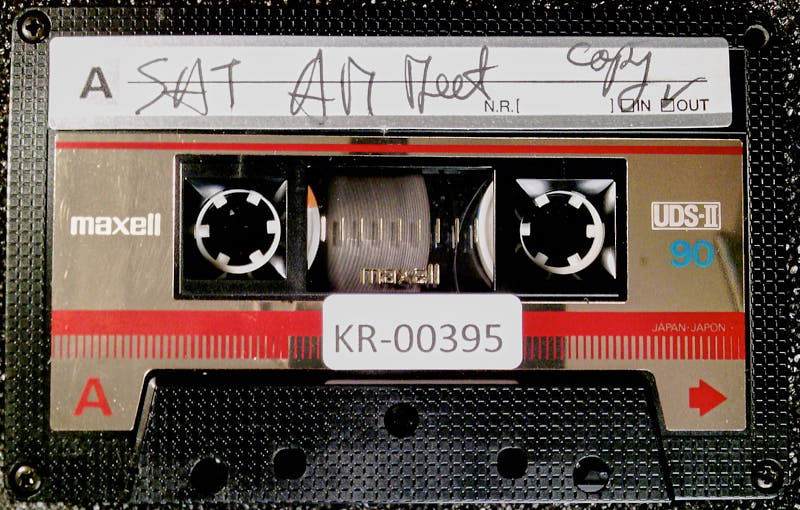 copy
A SAT AM Meet
N.R.[ ] IN OUT
maxell UDS-II
90
maxell
JAPAN·JAPON
KR-00395
A